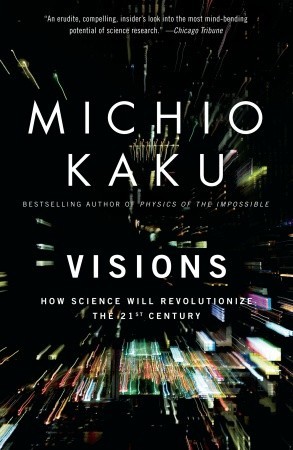 "An erudite, compelling, insider's look into the most mind-bending
potential of science research." —Chicago Tribune
MICHIO
KAKU
BESTSELLING AUTHOR OF PHYSICS OF THE IMPOSSIBLE
VISIONS
HOW SCIENCE WILL REVOLUTIONIZE
THE 21ST CENTURY